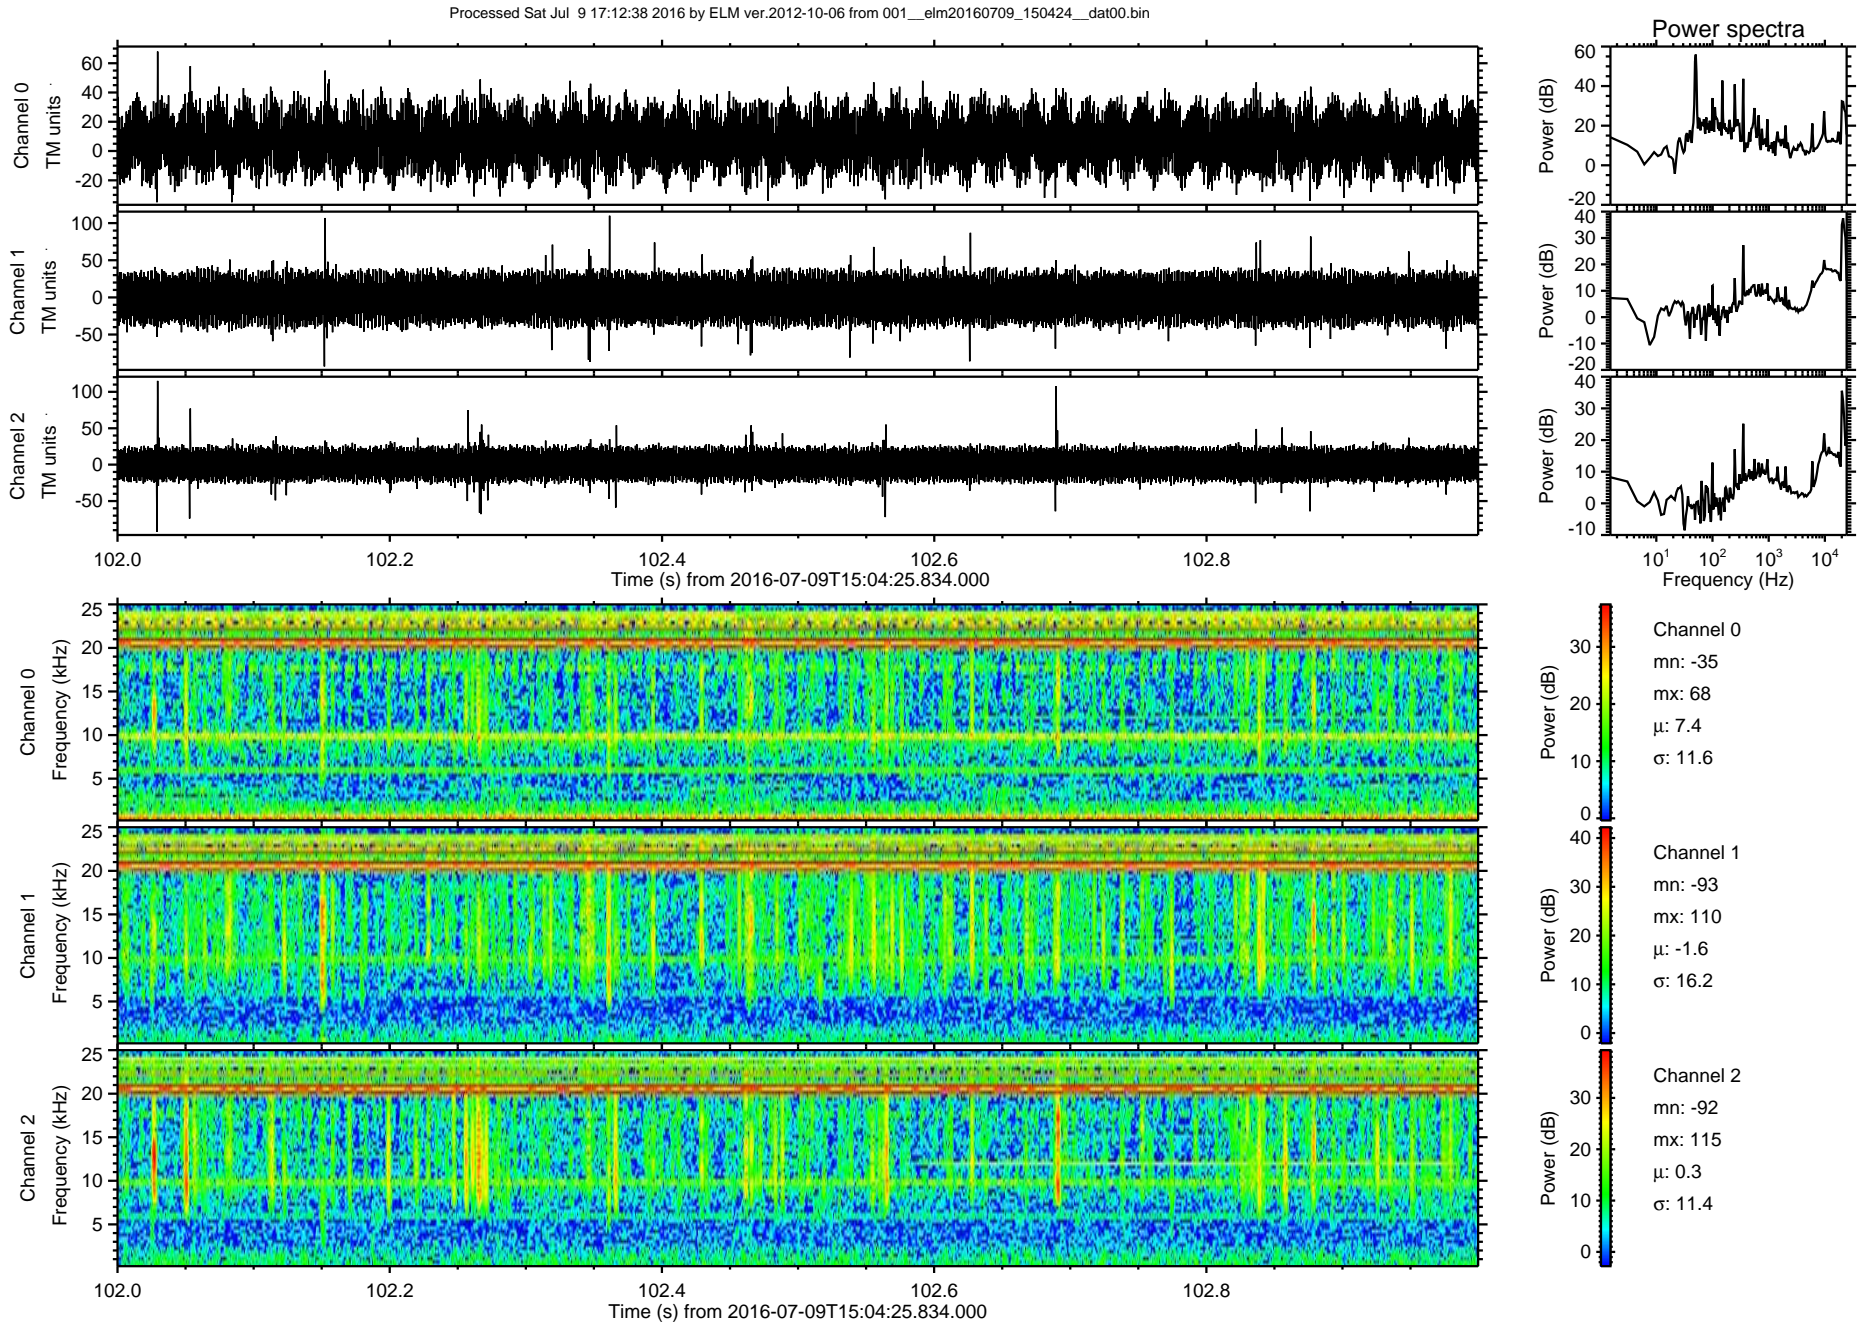 Processed Sat Jul  9 17:12:38 2016 by ELM ver.2012-10-06 from 001__elm20160709_150424__dat00.bin
Power spectra
Channel 0
TM units
60
40
20
0
-20
Power (dB)
60
40
20
0
-20
Channel 1
TM units
100
50
0
-50
Power (dB)
40
30
20
10
0
-10
-20
Channel 2
TM units
100
50
0
-50
Power (dB)
40
30
20
10
0
-10
102.0 102.2 102.4 102.6 102.8
Time (s) from 2016-07-09T15:04:25.834.000
10¹ 10² 10³ 10⁴
Frequency (Hz)
Channel 0
Frequency (kHz)
25
20
15
10
5
Power (dB)
30
20
10
0
Channel 0
mn: -35
mx: 68
μ: 7.4
σ: 11.6
Channel 1
Frequency (kHz)
25
20
15
10
5
Power (dB)
40
30
20
10
0
Channel 1
mn: -93
mx: 110
μ: -1.6
σ: 16.2
Channel 2
Frequency (kHz)
25
20
15
10
5
Power (dB)
30
20
10
0
Channel 2
mn: -92
mx: 115
μ: 0.3
σ: 11.4
102.0 102.2 102.4 102.6 102.8
Time (s) from 2016-07-09T15:04:25.834.000